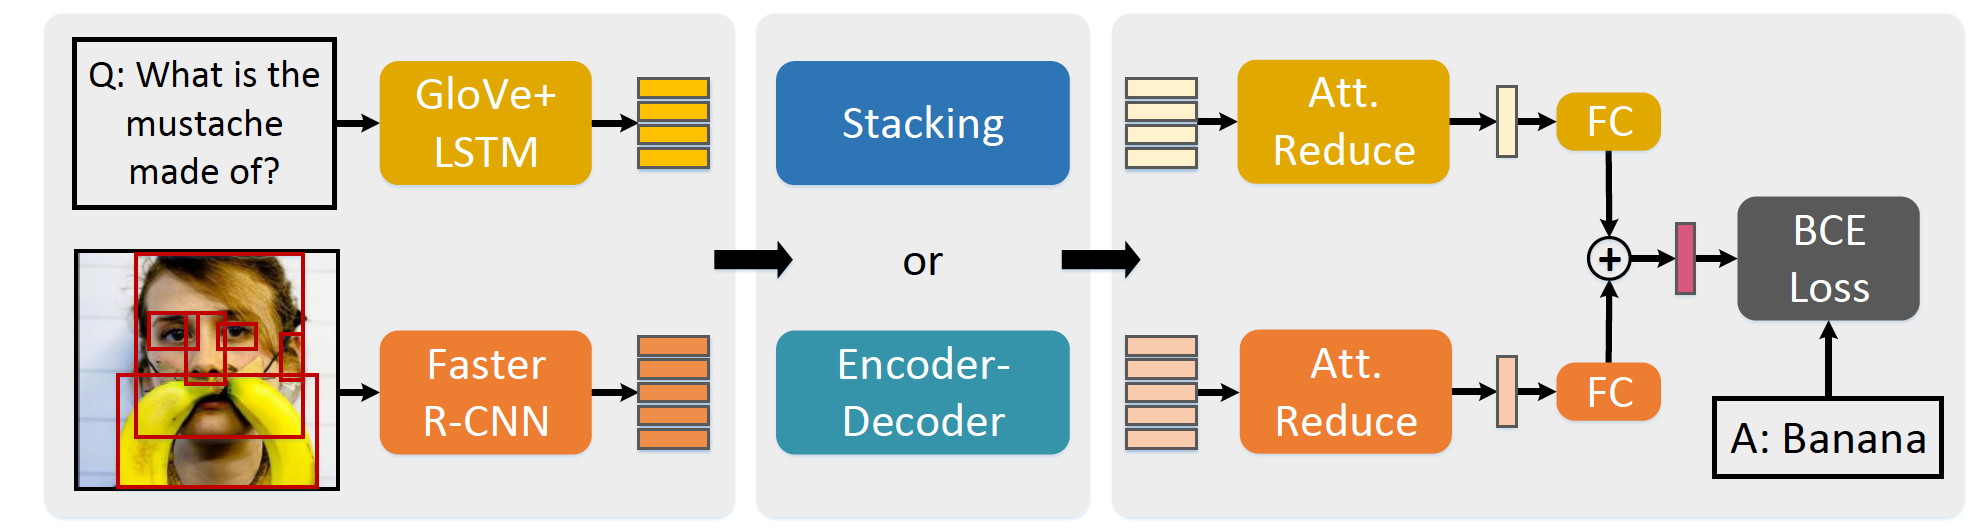 Q: What is the
mustache
made of?
GloVe+
LSTM
Faster
R-CNN
Stacking
or
Encoder-
Decoder
Att.
Reduce
FC
Att.
Reduce
FC
+
BCE
Loss
A: Banana